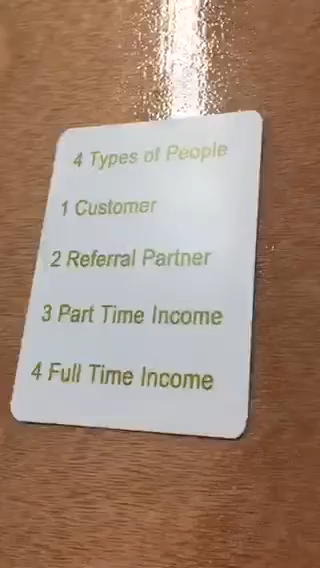 4 Types of People
1 Customer
2 Referral Partner
3 Part Time Income
4 Full Time Income